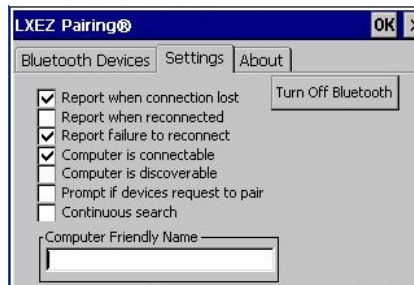 LXEZ Pairing® OK
Bluetooth Devices Settings About
Report when connection lost Turn Off Bluetooth
Report when reconnected
Report failure to reconnect
Computer is connectable
Computer is discoverable
Prompt if devices request to pair
Continuous search
Computer Friendly Name